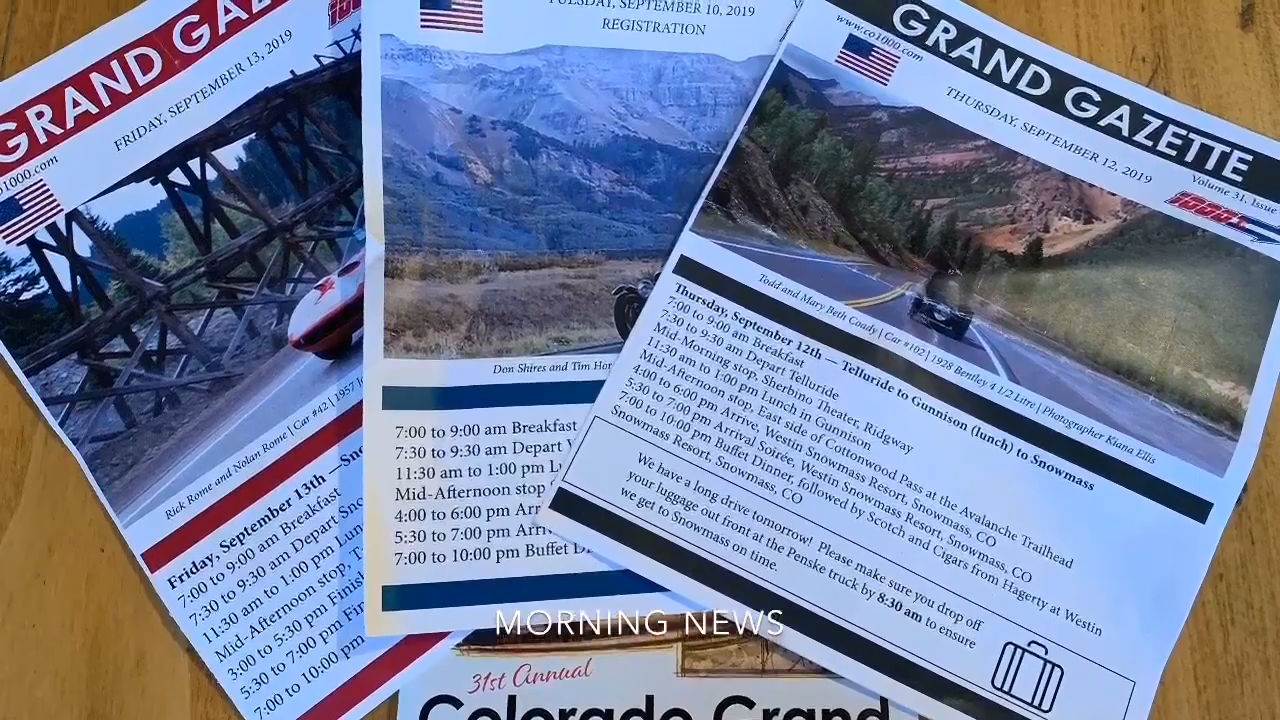 GRAND GAZ
FRIDAY, SEPTEMBER 13, 2019
o1000.com
Rick Rome and Nolan Rome | Car #42 | 1957
Friday, September 13th — Sno
7:00 to 9:00 am Breakfast
7:30 to 9:30 am Depart Sno
11:30 am to 1:00 pm Lun
Mid-Afternoon stop, T
3:00 to 5:30 pm Finish
5:30 to 7:00 pm Fir
7:00 to 10:00 pm
TUESDAY, SEPTEMBER 10, 2019
REGISTRATION
Don Shires and Tim Hor
7:00 to 9:00 am Breakfast
7:30 to 9:30 am Depart
11:30 am to 1:00 pm L
Mid-Afternoon stop
4:00 to 6:00 pm Arr
5:30 to 7:00 pm Arriv
7:00 to 10:00 pm Buffet D
GRAND GAZETTE
www.co1000.com
THURSDAY, SEPTEMBER 12, 2019
Volume 31, Issue
1000
Todd and Mary Beth Coady | Car #102 | 1928 Bentley 4 1/2 Litre | Photographer Kiana Ellis
Thursday, September 12th — Telluride to Gunnison (lunch) to Snowmass
7:00 to 9:00 am Breakfast
7:30 to 9:30 am Depart Telluride
Mid-Morning stop, Sherbino Theater, Ridgway
11:30 am to 1:00 pm Lunch in Gunnison
Mid-Afternoon stop, East side of Cottonwood Pass at the Avalanche Trailhead
4:00 to 6:00 pm Arrive, Westin Snowmass Resort, Snowmass, CO
5:30 to 7:00 pm Arrival Soirée, Westin Snowmass Resort, Snowmass, CO
7:00 to 10:00 pm Buffet Dinner, followed by Scotch and Cigars from Hagerty at Westin
Snowmass Resort, Snowmass, CO
We have a long drive tomorrow! Please make sure you drop off
your luggage out front at the Penske truck by 8:30 am to ensure
we get to Snowmass on time.
MORNING NEWS
31st Annual
Colorado Grand